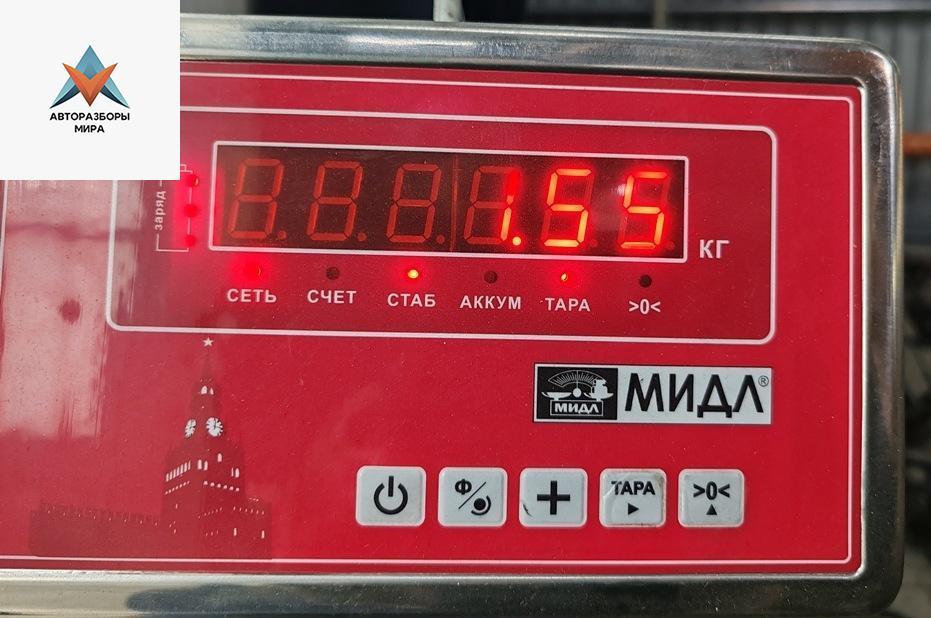 АВТОРАЗБОРЫ
МИРА
заряд
1.55
КГ
СЕТЬ СЧЕТ СТАБ АККУМ ТАРА >0<
МИДЛ МИДЛ®
Ф ТАРА >0<